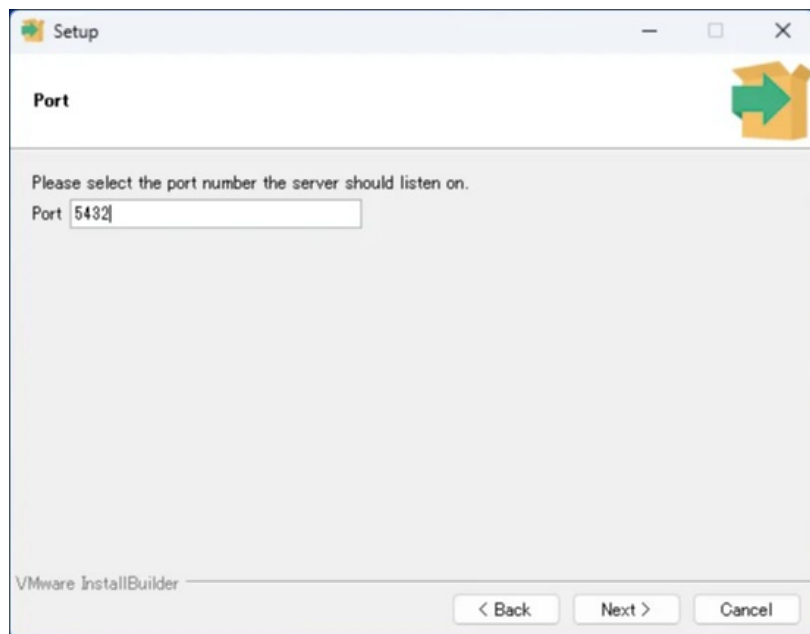 Setup
Port
Please select the port number the server should listen on.
Port 5432
VMware InstallBuilder
< Back Next > Cancel